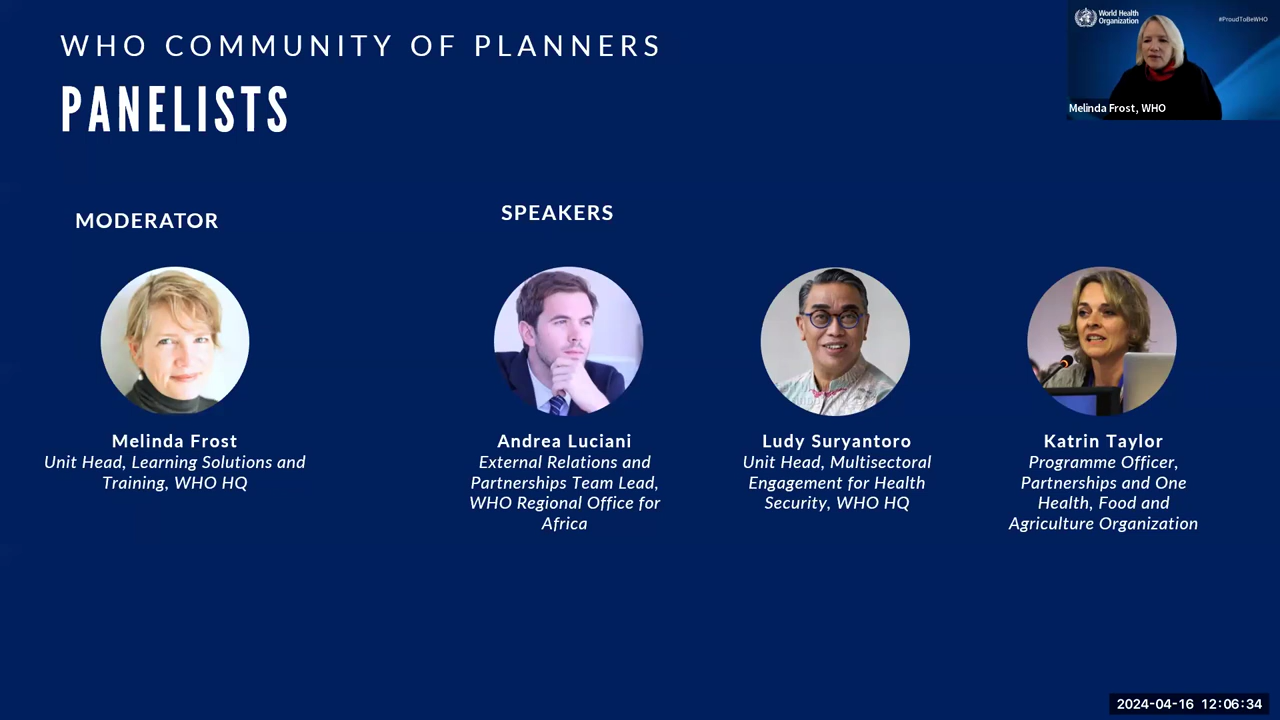 WHO COMMUNITY OF PLANNERS
PANELISTS
World Health
Organization
#ProudToBeWHO
Melinda Frost, WHO
MODERATOR
SPEAKERS
Melinda Frost
Unit Head, Learning Solutions and
Training, WHO HQ
Andrea Luciani
External Relations and
Partnerships Team Lead,
WHO Regional Office for
Africa
Ludy Suryantoro
Unit Head, Multisectoral
Engagement for Health
Security, WHO HQ
Katrin Taylor
Programme Officer,
Partnerships and One
Health, Food and
Agriculture Organization
2024-04-16 12:06:34